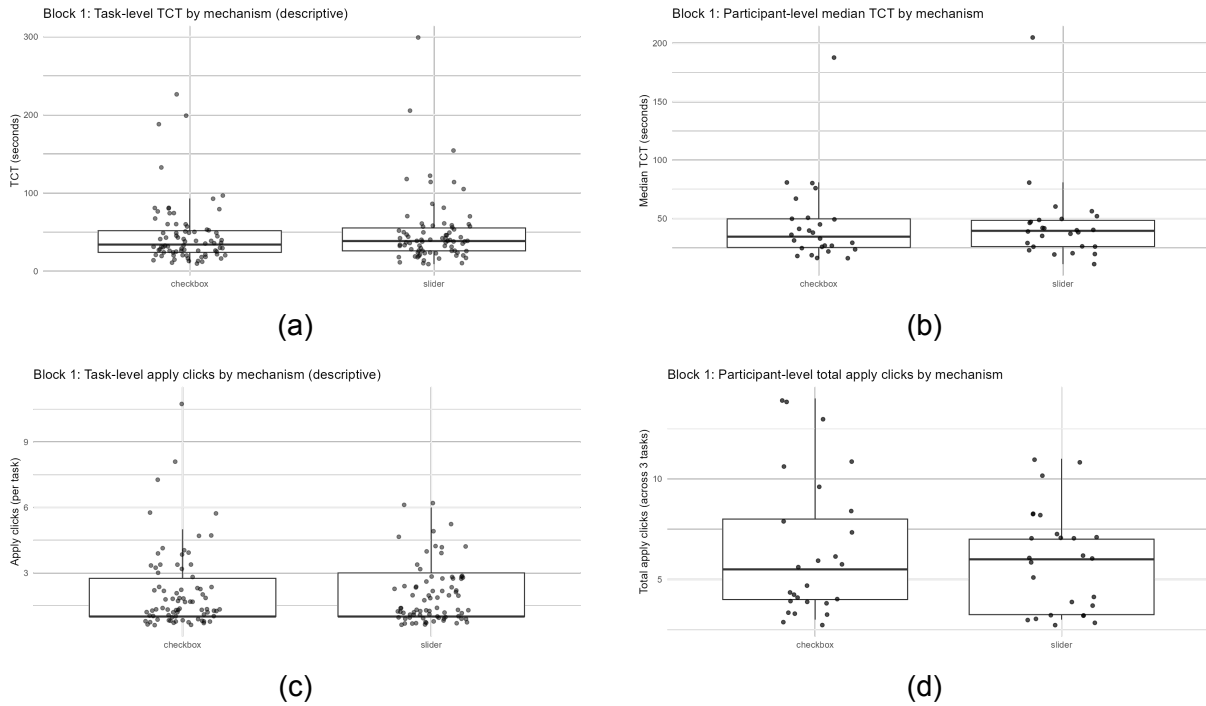 Block 1: Task-level TCT by mechanism (descriptive)
300
200
100
0
TCT (seconds)
checkbox
slider
(a)
Block 1: Participant-level median TCT by mechanism
200
150
100
50
Median TCT (seconds)
checkbox
slider
(b)
Block 1: Task-level apply clicks by mechanism (descriptive)
9
6
3
Apply clicks (per task)
checkbox
slider
(c)
Block 1: Participant-level total apply clicks by mechanism
10
5
Total apply clicks (across 3 tasks)
checkbox
slider
(d)